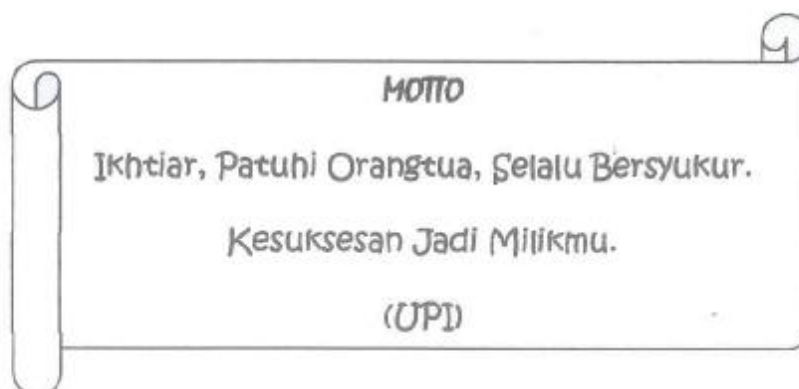 MOTTO
Ikhtiar, Patuhi Orangtua, Selalu Bersyukur.
Kesuksesan Jadi Milikmu.
(UPI)